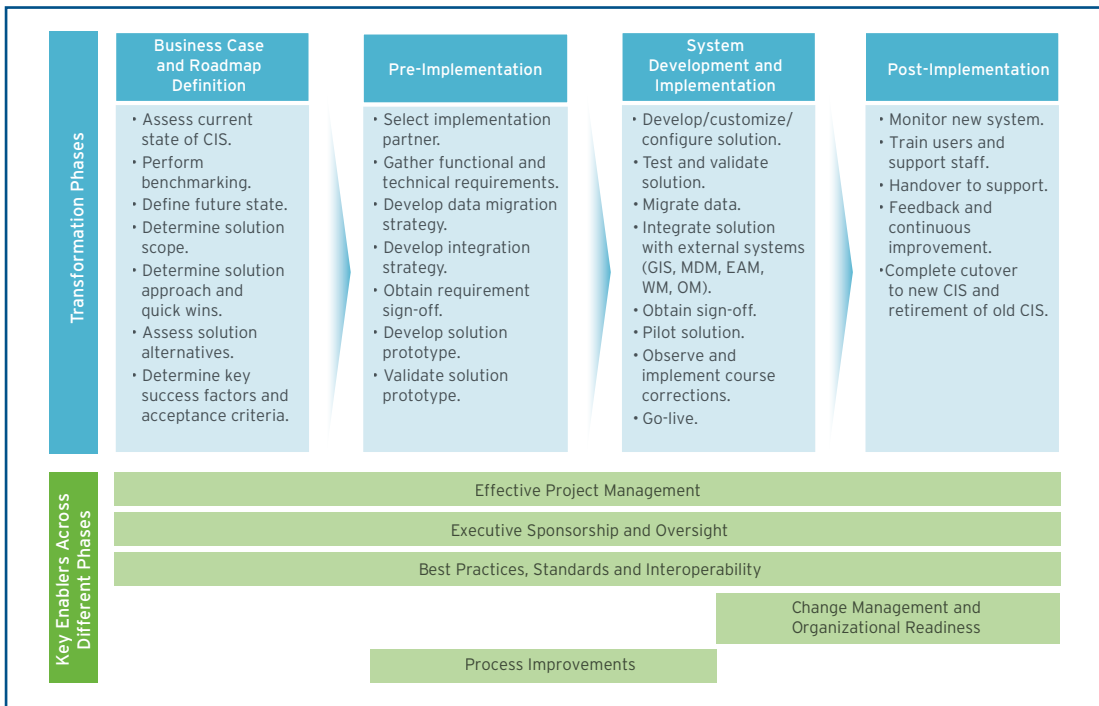 Transformation Phases
Business Case
and Roadmap
Definition
• Assess current
state of CIS.
• Perform
benchmarking.
• Define future state.
• Determine solution
scope.
• Determine solution
approach and
quick wins.
• Assess solution
alternatives.
• Determine key
success factors and
acceptance criteria.
Pre-Implementation
• Select implementation
partner.
• Gather functional and
technical requirements.
• Develop data migration
strategy.
• Develop integration
strategy.
• Obtain requirement
sign-off.
• Develop solution
prototype.
• Validate solution
prototype.
System
Development and
Implementation
• Develop/customize/
configure solution.
• Test and validate
solution.
• Migrate data.
• Integrate solution
with external systems
(GIS, MDM, EAM,
WM, OM).
• Obtain sign-off.
• Pilot solution.
• Observe and
implement course
corrections.
• Go-live.
Post-Implementation
• Monitor new system.
• Train users and
support staff.
• Handover to support.
• Feedback and
continuous
improvement.
•Complete cutover
to new CIS and
retirement of old CIS.
Key Enablers Across
Different Phases
Effective Project Management
Executive Sponsorship and Oversight
Best Practices, Standards and Interoperability
Change Management and
Organizational Readiness
Process Improvements